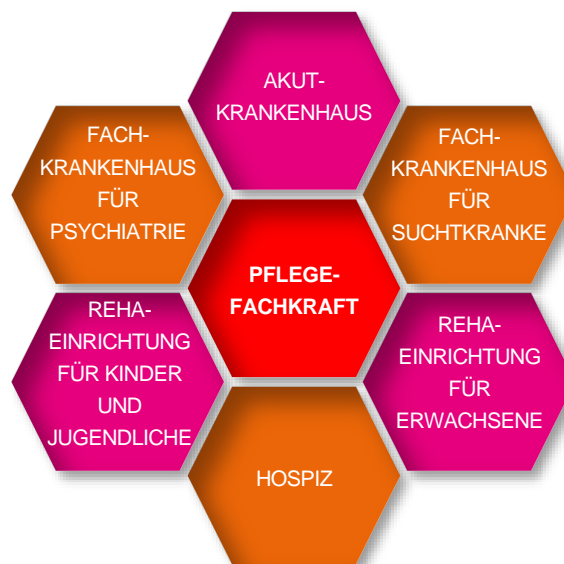 AKUT-
KRANKENHAUS
FACH-
KRANKENHAUS
FÜR
PSYCHIATRIE
FACH-
KRANKENHAUS
FÜR
SUCHTKRANKE
PFLEGE-
FACHKRAFT
REHA-
EINRICHTUNG
FÜR KINDER
UND
JUGENDLICHE
REHA-
EINRICHTUNG
FÜR
ERWACHSENE
HOSPIZ